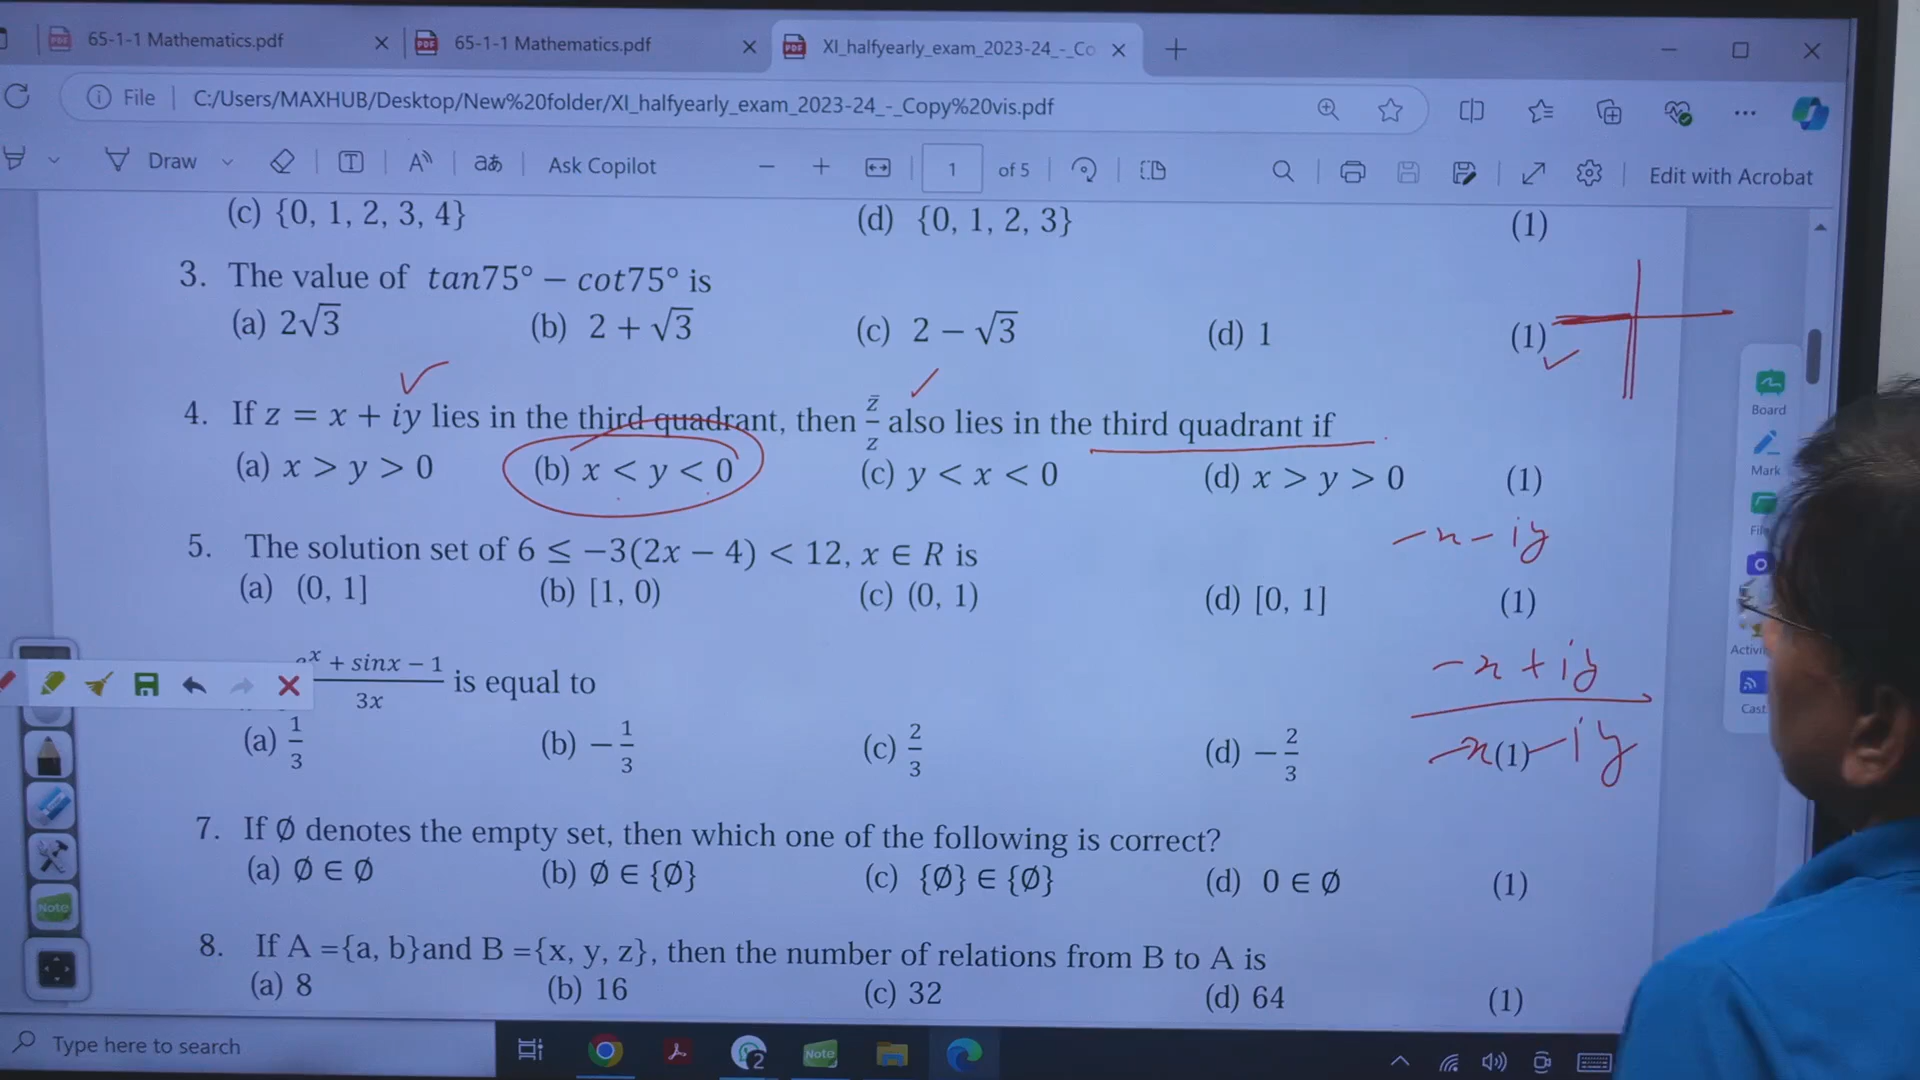 65-1-1 Mathematics.pdf
65-1-1 Mathematics.pdf
XI_halfyearly_exam_2023-24_-_Co
File
C:/Users/MAXHUB/Desktop/New%20folder/XI_halfyearly_exam_2023-24_-_Copy%20vis.pdf
Draw
T
A
aあ
Ask Copilot
1 of 5
Edit with Acrobat
(c) {0, 1, 2, 3, 4} (d) {0, 1, 2, 3} (1)
3. The value of tan75° − cot75° is
(a) 2√3 (b) 2 + √3 (c) 2 − √3 (d) 1 (1)
4. If z = x + iy lies in the third quadrant, then z̄/z also lies in the third quadrant if
(a) x > y > 0 (b) x < y < 0 (c) y < x < 0 (d) x > y > 0 (1)
−x − iy
5. The solution set of 6 ≤ −3(2x − 4) < 12, x ∈ R is
(a) (0, 1] (b) [1, 0) (c) (0, 1) (d) [0, 1] (1)
−x + iy
x + sinx − 1
3x
is equal to
−x − iy
(a) 1/3 (b) − 1/3 (c) 2/3 (d) − 2/3 (1)
7. If ∅ denotes the empty set, then which one of the following is correct?
(a) ∅ ∈ ∅ (b) ∅ ∈ {∅} (c) {∅} ∈ {∅} (d) 0 ∈ ∅ (1)
8. If A ={a, b}and B ={x, y, z}, then the number of relations from B to A is
(a) 8 (b) 16 (c) 32 (d) 64 (1)
Board
Mark
Cast
Note
Type here to search
2
Note